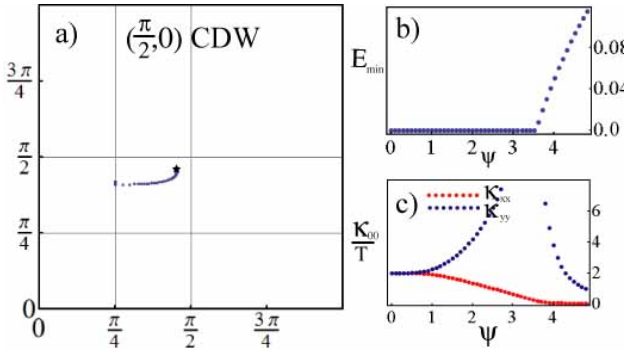 a) (π/2,0) CDW
3π/4
π/2
π/4
0
0 π/4 π/2 3π/4
b)
E_min
0.08
0.04
0.0
0 1 2 3 4
ψ
c)
κ_xx
κ_yy
κ_00/T
6
4
2
0
0 1 2 3 4
ψ